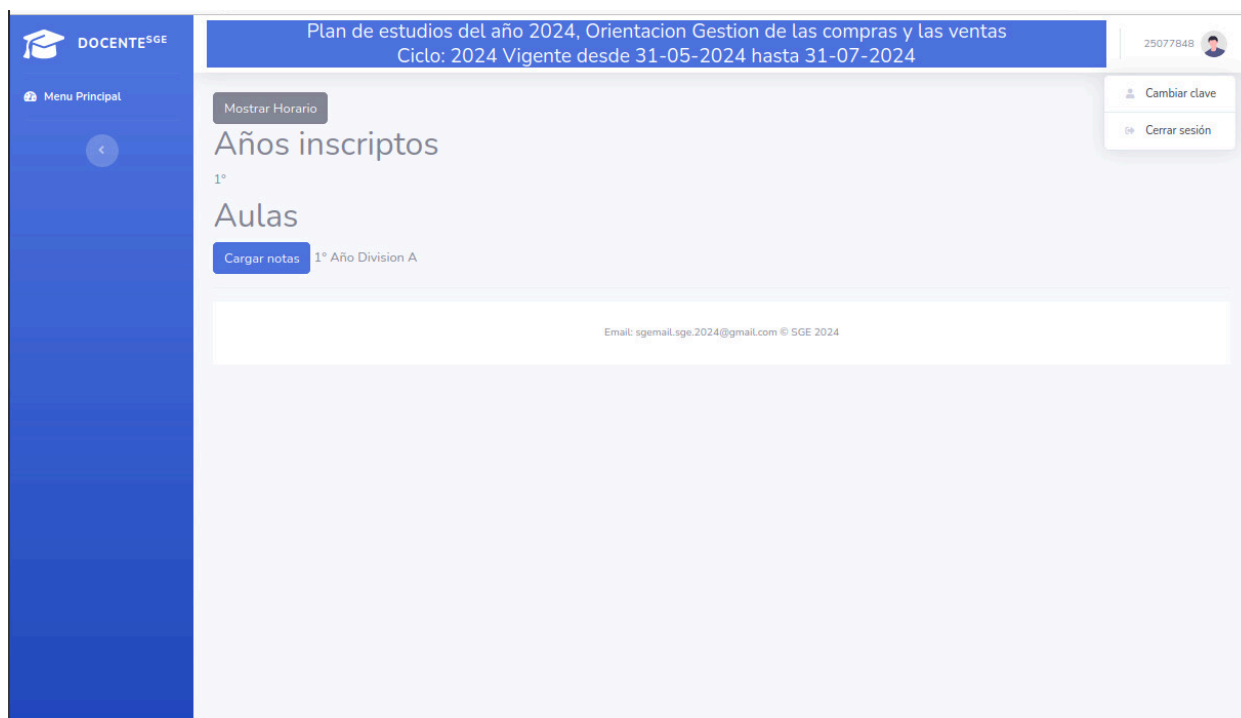 DOCENTESGE
Plan de estudios del año 2024, Orientacion Gestion de las compras y las ventas
Ciclo: 2024 Vigente desde 31-05-2024 hasta 31-07-2024
25077848
Menu Principal
Cambiar clave
Cerrar sesión
Mostrar Horario
Años inscriptos
1°
Aulas
Cargar notas 1° Año Division A
Email: sgemail.sge.2024@gmail.com © SGE 2024